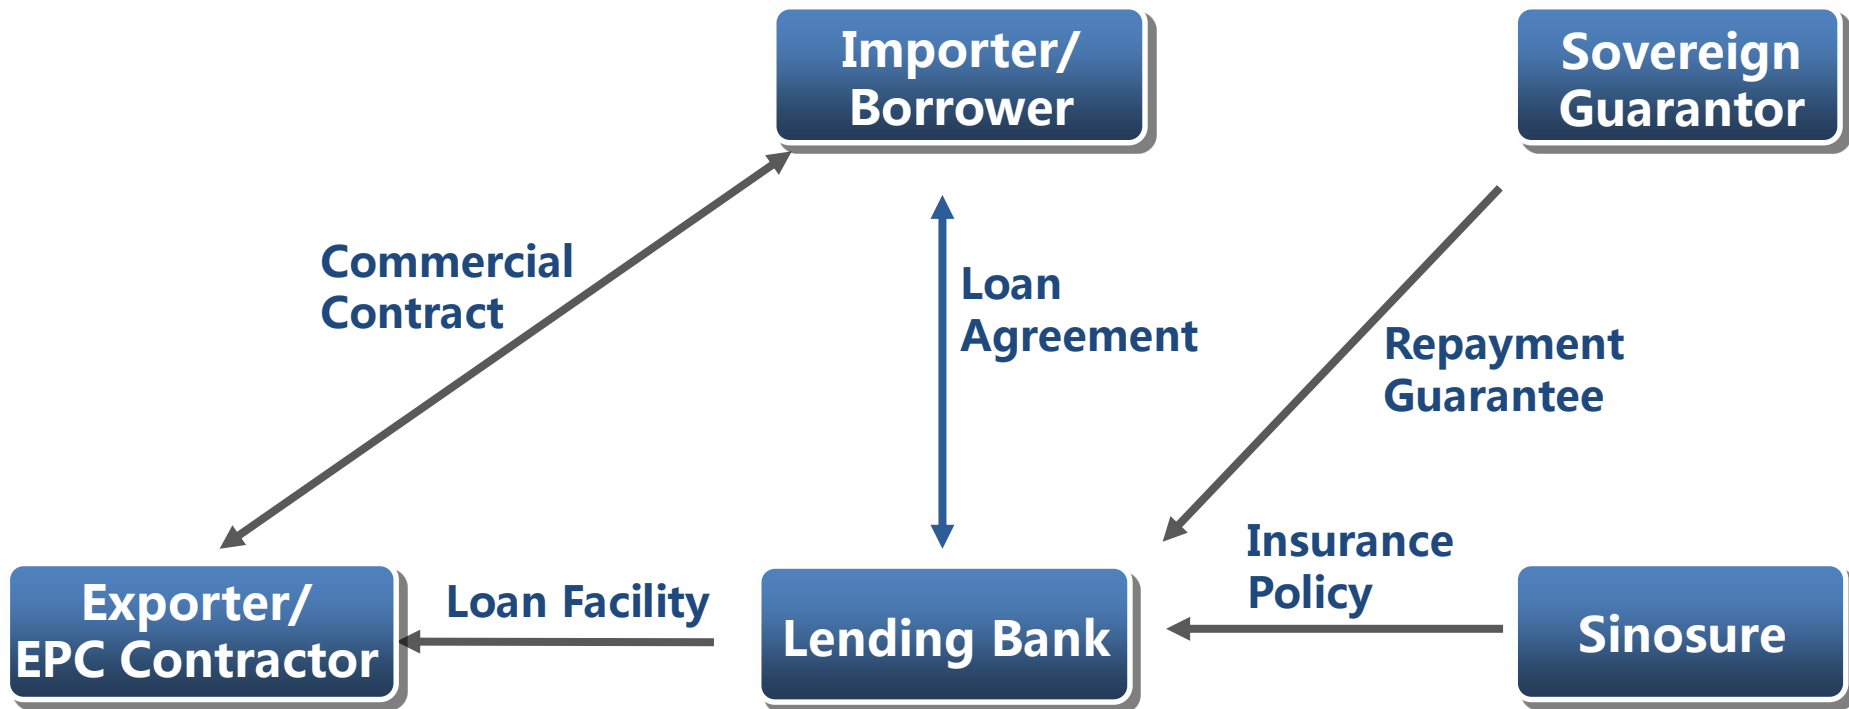 Importer/
Borrower
Sovereign
Guarantor
Commercial
Contract
Loan
Agreement
Repayment
Guarantee
Insurance
Policy
Loan Facility
Exporter/
EPC Contractor
Lending Bank
Sinosure